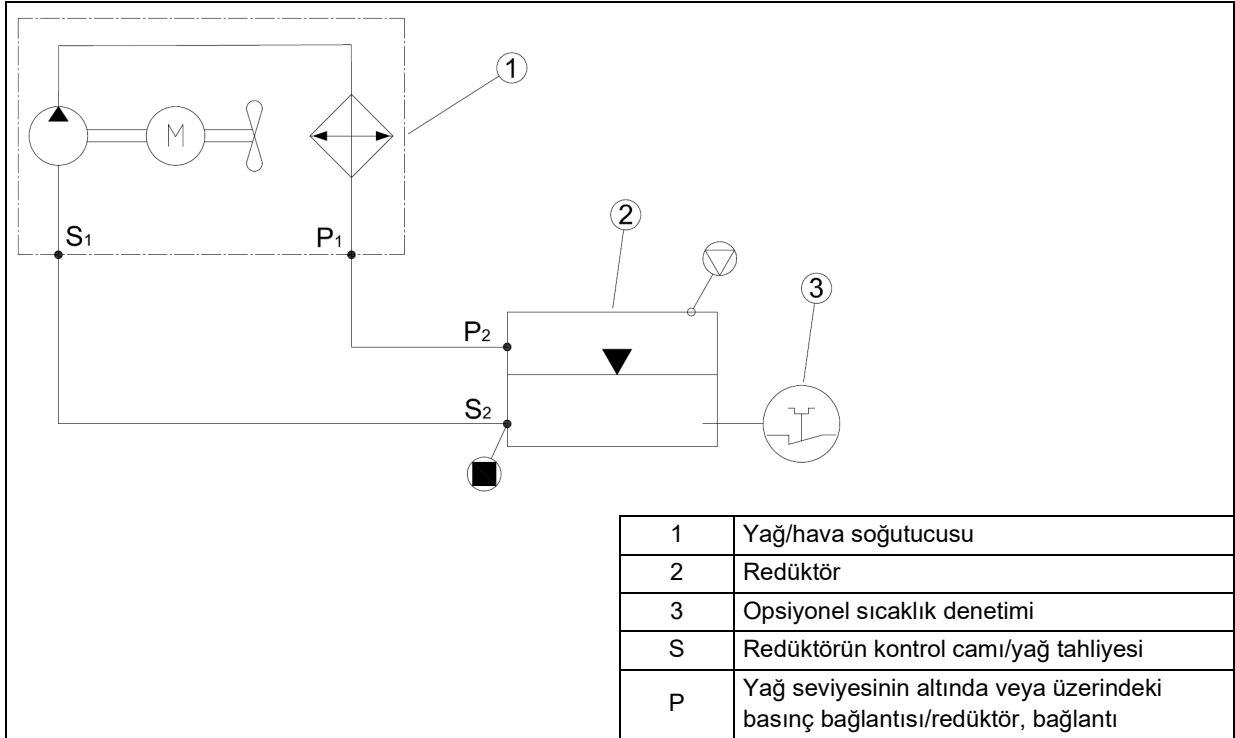 1
M
S1
P1
2
3
P2
S2
1 Yağ/hava soğutucusu
2 Redüktör
3 Opsiyonel sıcaklık denetimi
S Redüktörün kontrol camı/yağ tahliyesi
P Yağ seviyesinin altında veya üzerindeki
basınç bağlantısı/redüktör, bağlantı